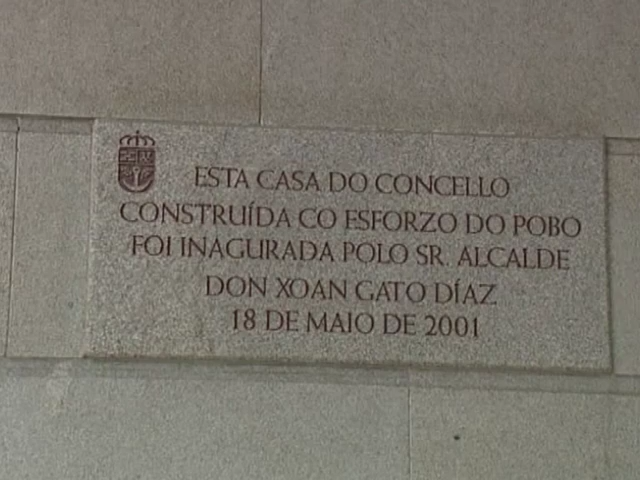 ESTA CASA DO CONCELLO
CONSTRUÍDA CO ESFORZO DO POBO
FOI INAGURADA POLO SR. ALCALDE
DON XOAN GATO DÍAZ
18 DE MAIO DE 2001